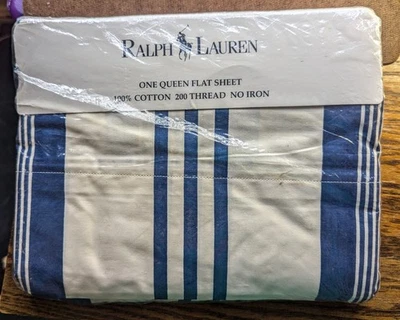 RALPH LAUREN
ONE QUEEN FLAT SHEET
100% COTTON 200 THREAD NO IRON